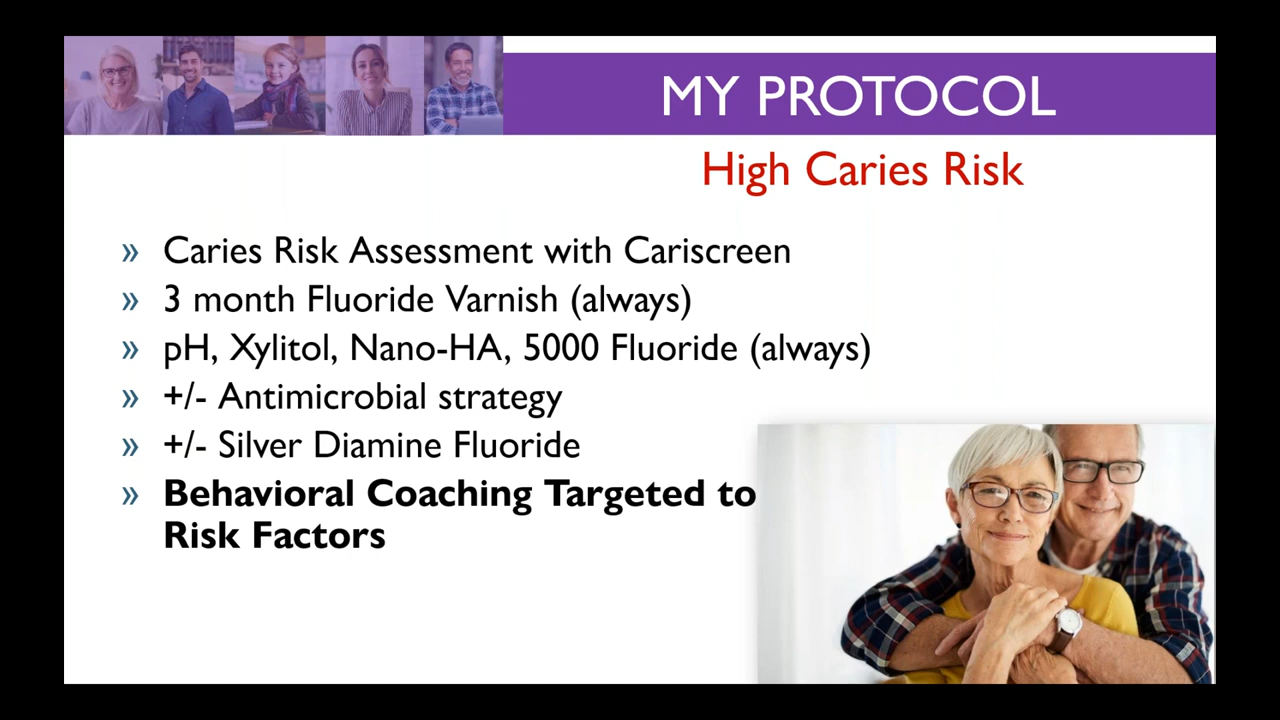 MY PROTOCOL
High Caries Risk
» Caries Risk Assessment with Cariscreen
» 3 month Fluoride Varnish (always)
» pH, Xylitol, Nano-HA, 5000 Fluoride (always)
» +/- Antimicrobial strategy
» +/- Silver Diamine Fluoride
» Behavioral Coaching Targeted to
Risk Factors